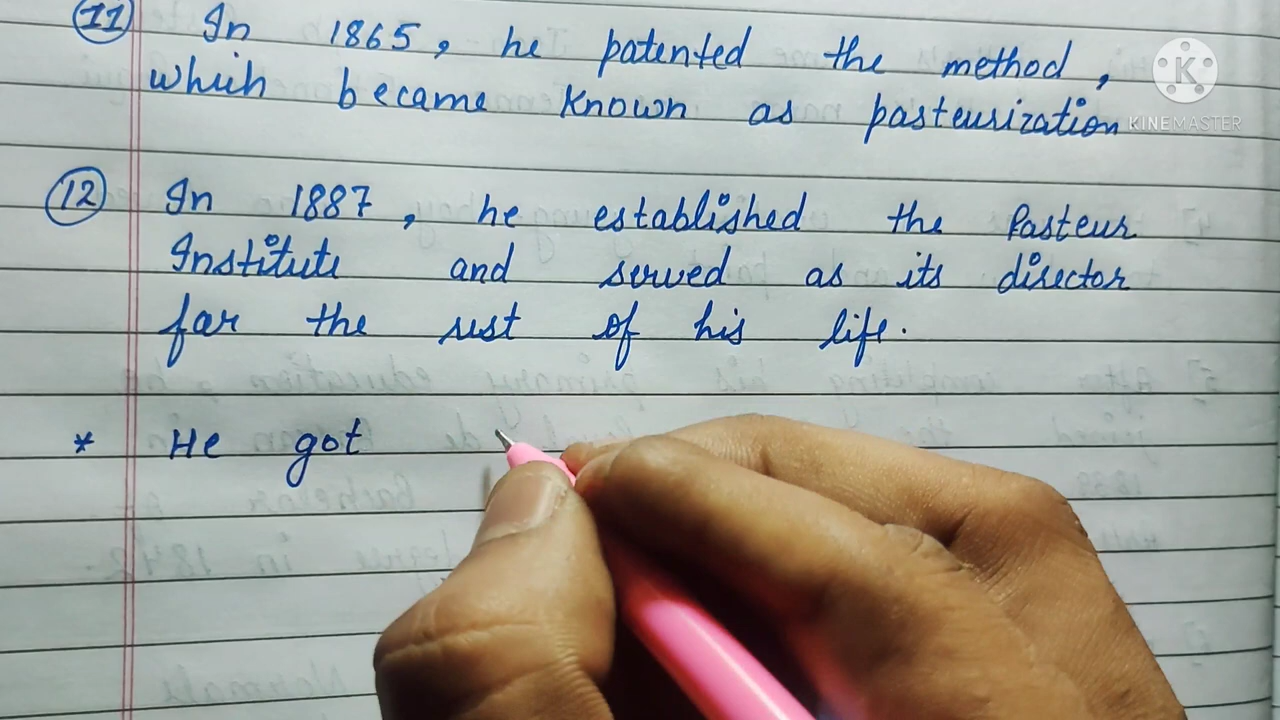 11 In 1865, he patented the method,
which became known as pasteurization
KINEMASTER
12 In 1887, he established the Pasteur
Institute and served as its director
for the rest of his life.
* He got